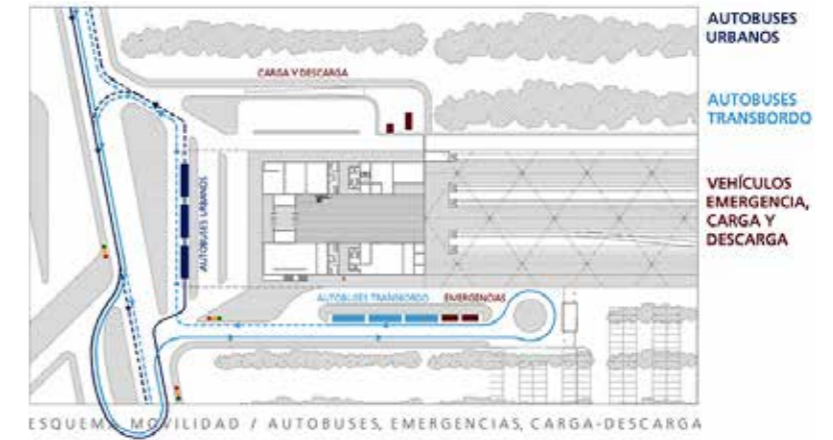 AUTOBUSES
URBANOS
CARGA Y DESCARGA
AUTOBUSES
TRANSBORDO
VEHÍCULOS
EMERGENCIA,
CARGA Y
DESCARGA
AUTOBUSES URBANOS
AUTOBUSES TRANSBORDO
EMERGENCIAS
ESQUEMA MOVILIDAD / AUTOBUSES, EMERGENCIAS, CARGA-DESCARGA